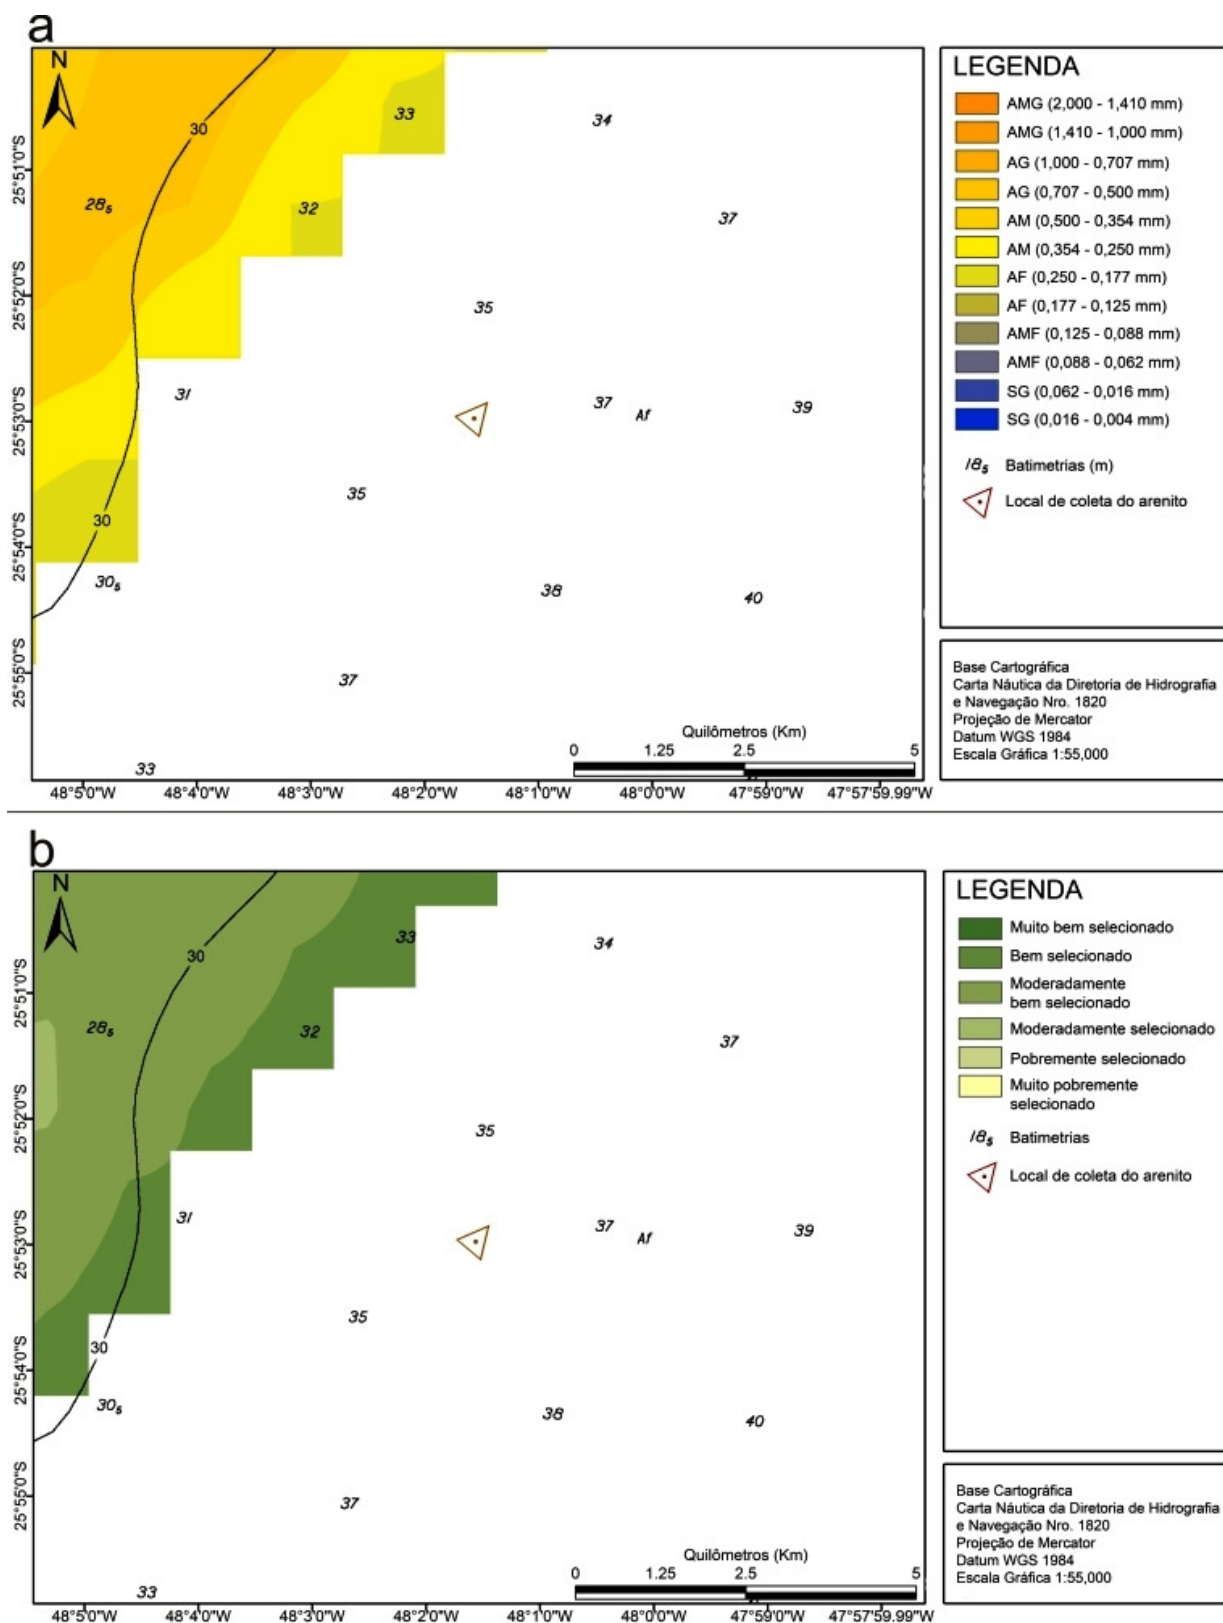 a
N
30
33
34
32
28₅
37
35
31
37
Af
39
35
30
30₅
38
40
37
33
25°51'0"S
25°52'0"S
25°53'0"S
25°54'0"S
25°55'0"S
Quilômetros (Km)
0 1.25 2.5 5
48°5'0"W 48°4'0"W 48°3'0"W 48°2'0"W 48°1'0"W 48°0'0"W 47°59'0"W 47°57'59.99"W
LEGENDA
AMG (2,000 - 1,410 mm)
AMG (1,410 - 1,000 mm)
AG (1,000 - 0,707 mm)
AG (0,707 - 0,500 mm)
AM (0,500 - 0,354 mm)
AM (0,354 - 0,250 mm)
AF (0,250 - 0,177 mm)
AF (0,177 - 0,125 mm)
AMF (0,125 - 0,088 mm)
AMF (0,088 - 0,062 mm)
SG (0,062 - 0,016 mm)
SG (0,016 - 0,004 mm)
18₅ Batimetrias (m)
Local de coleta do arenito
Base Cartográfica
Carta Náutica da Diretoria de Hidrografia
e Navegação Nro. 1820
Projeção de Mercator
Datum WGS 1984
Escala Gráfica 1:55,000
b
N
30
33
34
28₅
32
37
35
31
37
Af
39
35
30
30₅
38
40
37
33
25°51'0"S
25°52'0"S
25°53'0"S
25°54'0"S
25°55'0"S
Quilômetros (Km)
0 1.25 2.5 5
48°5'0"W 48°4'0"W 48°3'0"W 48°2'0"W 48°1'0"W 48°0'0"W 47°59'0"W 47°57'59.99"W
LEGENDA
Muito bem selecionado
Bem selecionado
Moderadamente
bem selecionado
Moderadamente selecionado
Pobremente selecionado
Muito pobremente
selecionado
18₅ Batimetrias
Local de coleta do arenito
Base Cartográfica
Carta Náutica da Diretoria de Hidrografia
e Navegação Nro. 1820
Projeção de Mercator
Datum WGS 1984
Escala Gráfica 1:55,000